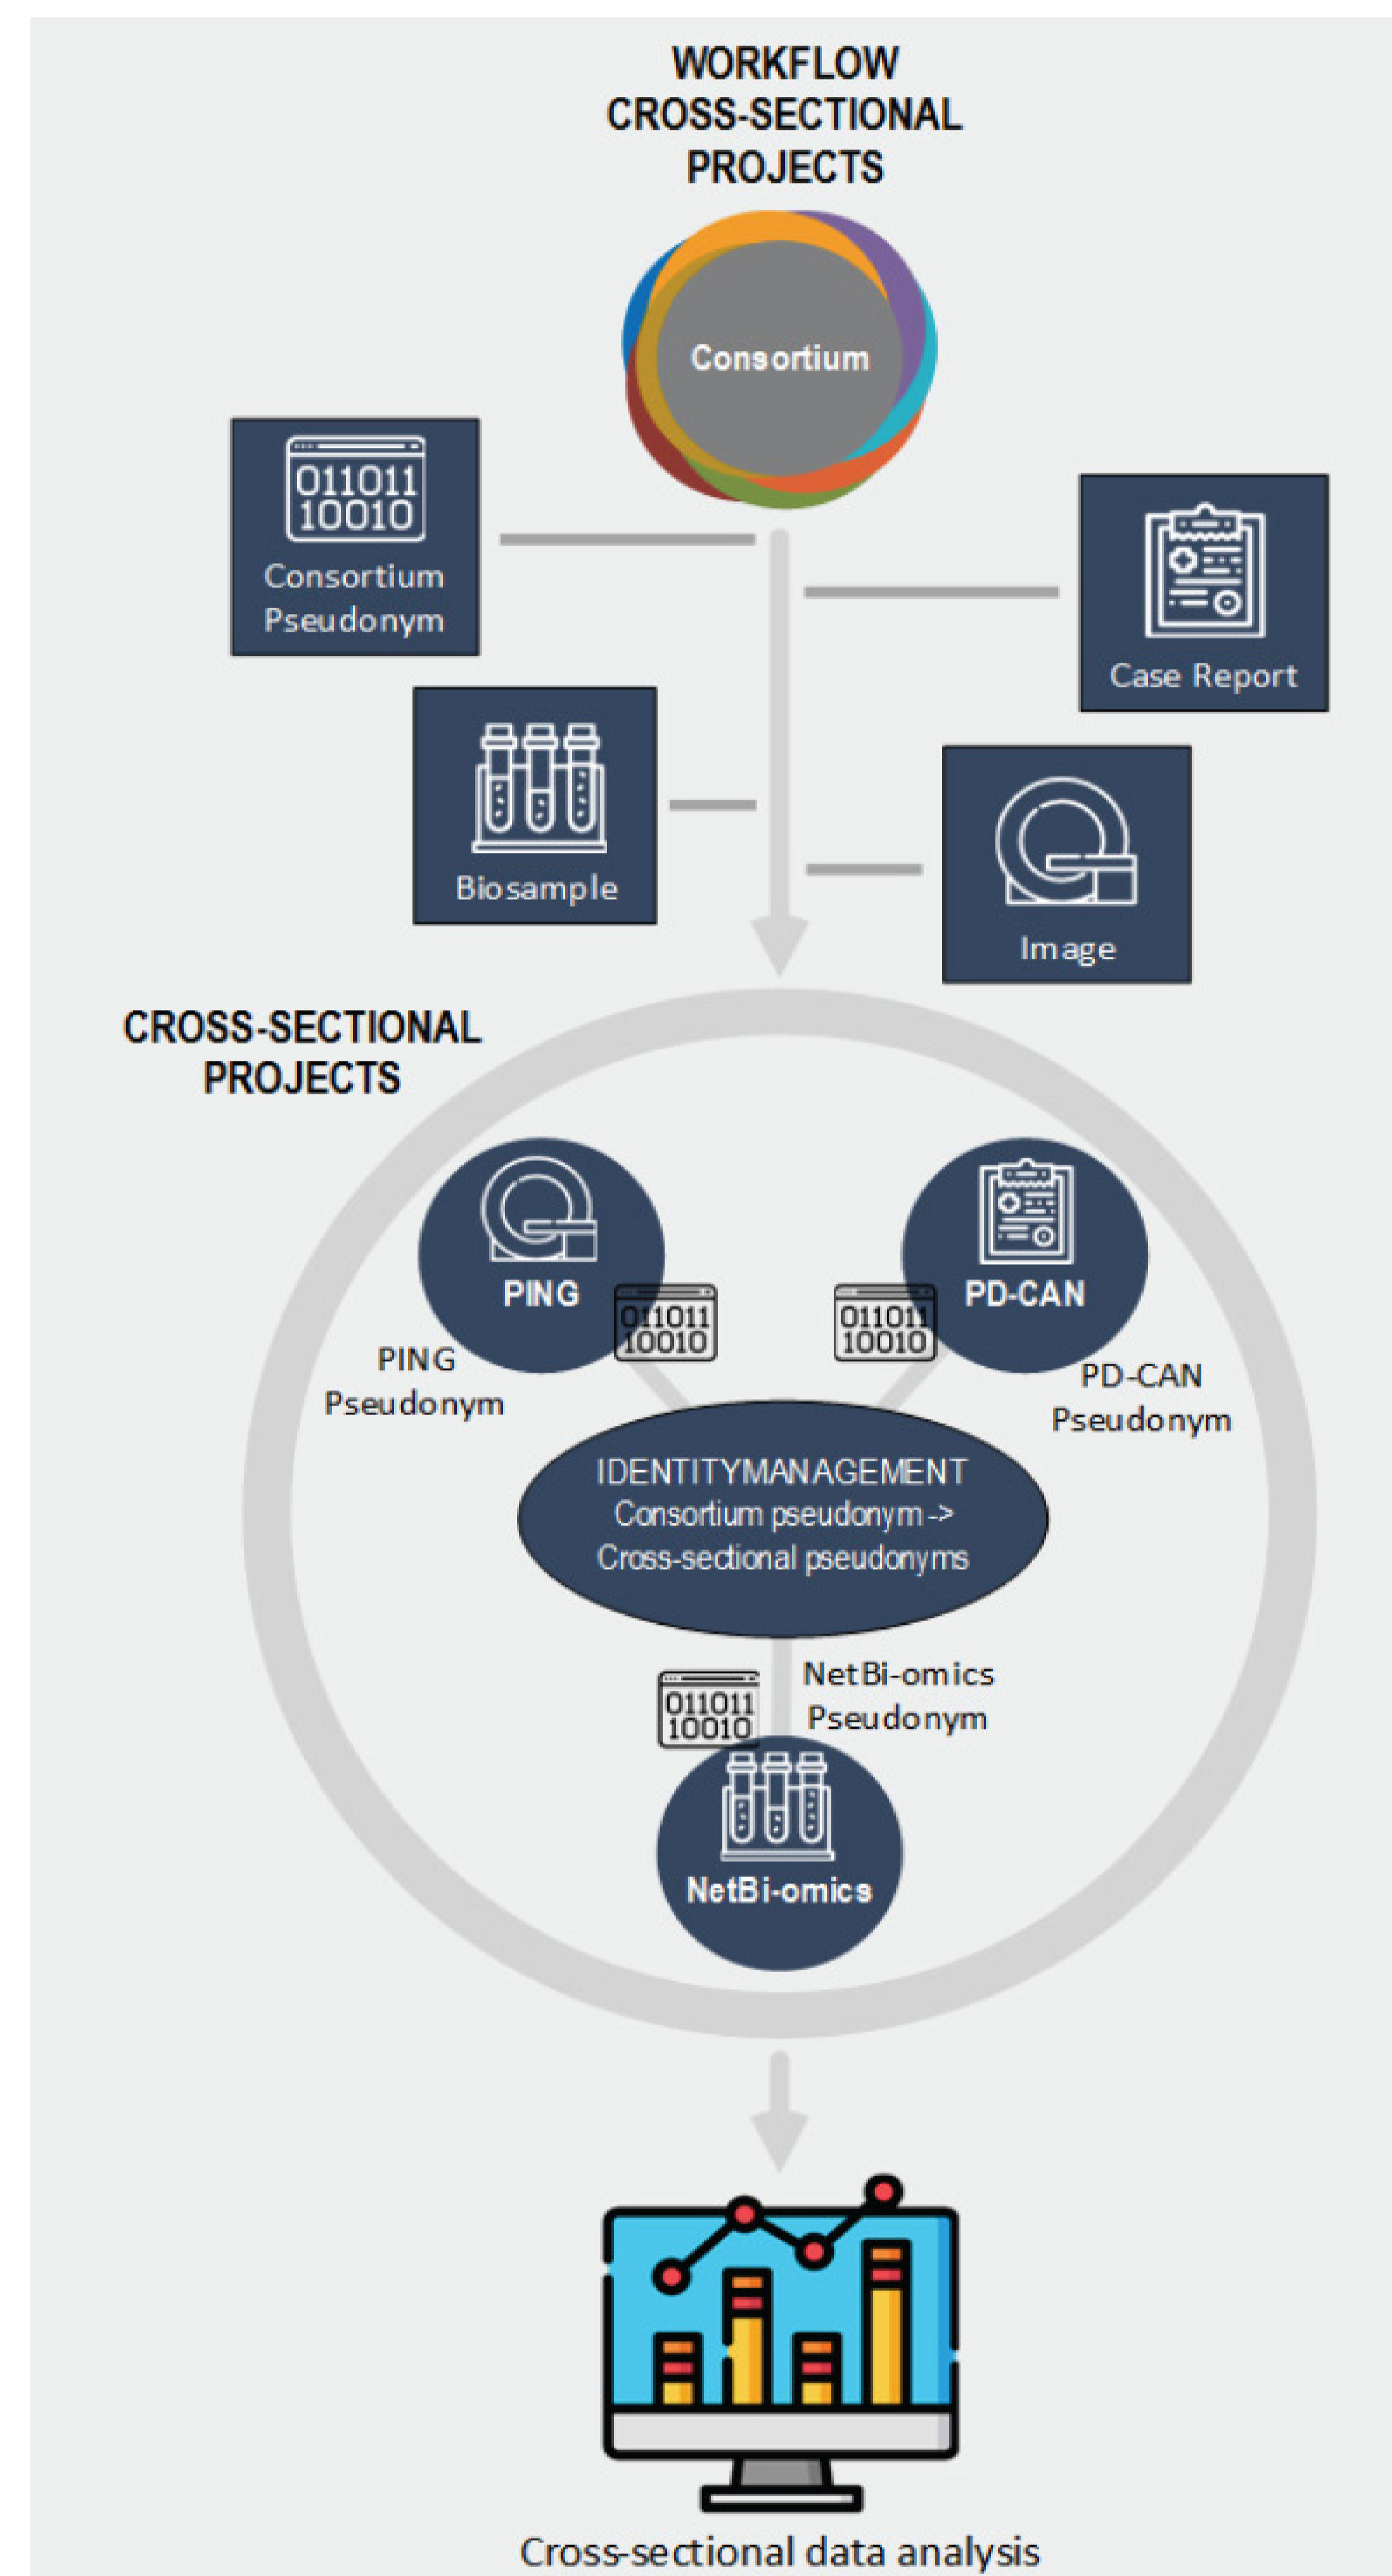 WORKFLOW
CROSS-SECTIONAL
PROJECTS
Consortium
011011
10010
Consortium
Pseudonym
Case Report
Biosample
Image
CROSS-SECTIONAL
PROJECTS
PING
011011
10010
PING
Pseudonym
011011
10010
PD-CAN
PD-CAN
Pseudonym
IDENTITYMANAGEMENT
Consortium pseudonym ->
Cross-sectional pseudonyms
011011
10010
NetBi-omics
Pseudonym
NetBi-omics
Cross-sectional data analysis